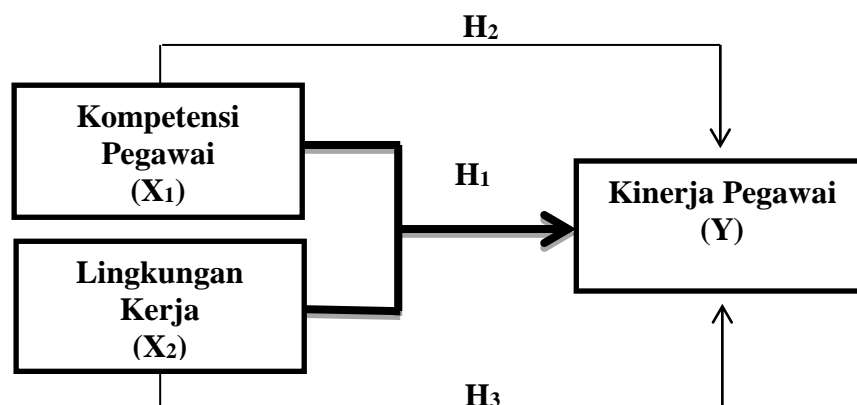 H₂
Kompetensi
Pegawai
(X₁)
H₁
Kinerja Pegawai
(Y)
Lingkungan
Kerja
(X₂)
H₃